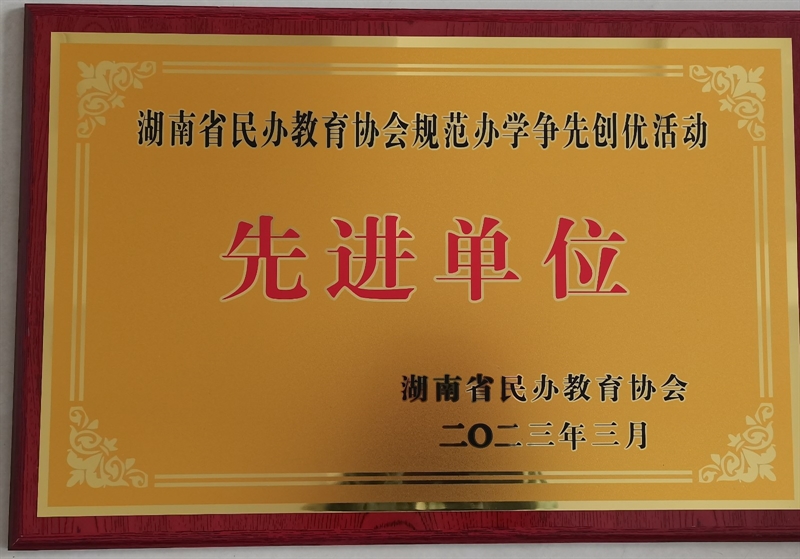 湖南省民办教育协会规范办学争先创优活动
先进单位
湖南省民办教育协会
二〇二三年三月